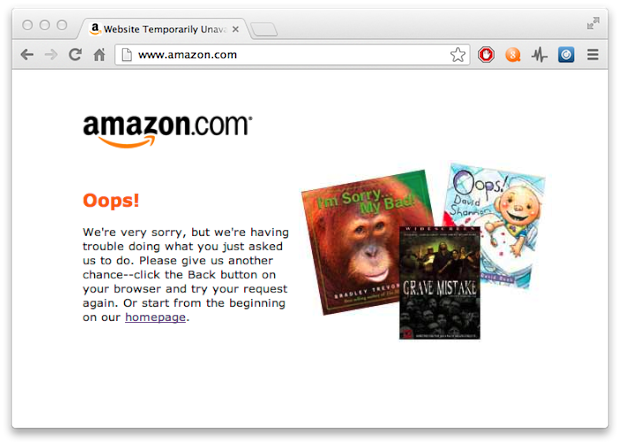 Website Temporarily Unava
www.amazon.com
amazon.com
Oops!
We're very sorry, but we're having
trouble doing what you just asked
us to do. Please give us another
chance--click the Back button on
your browser and try your request
again. Or start from the beginning
on our homepage.
I'm Sorry...
My Bad!
BRADLEY TREVOR
Oops!
David
Shannon
WIDESCREEN
GRAVE MISTAKE